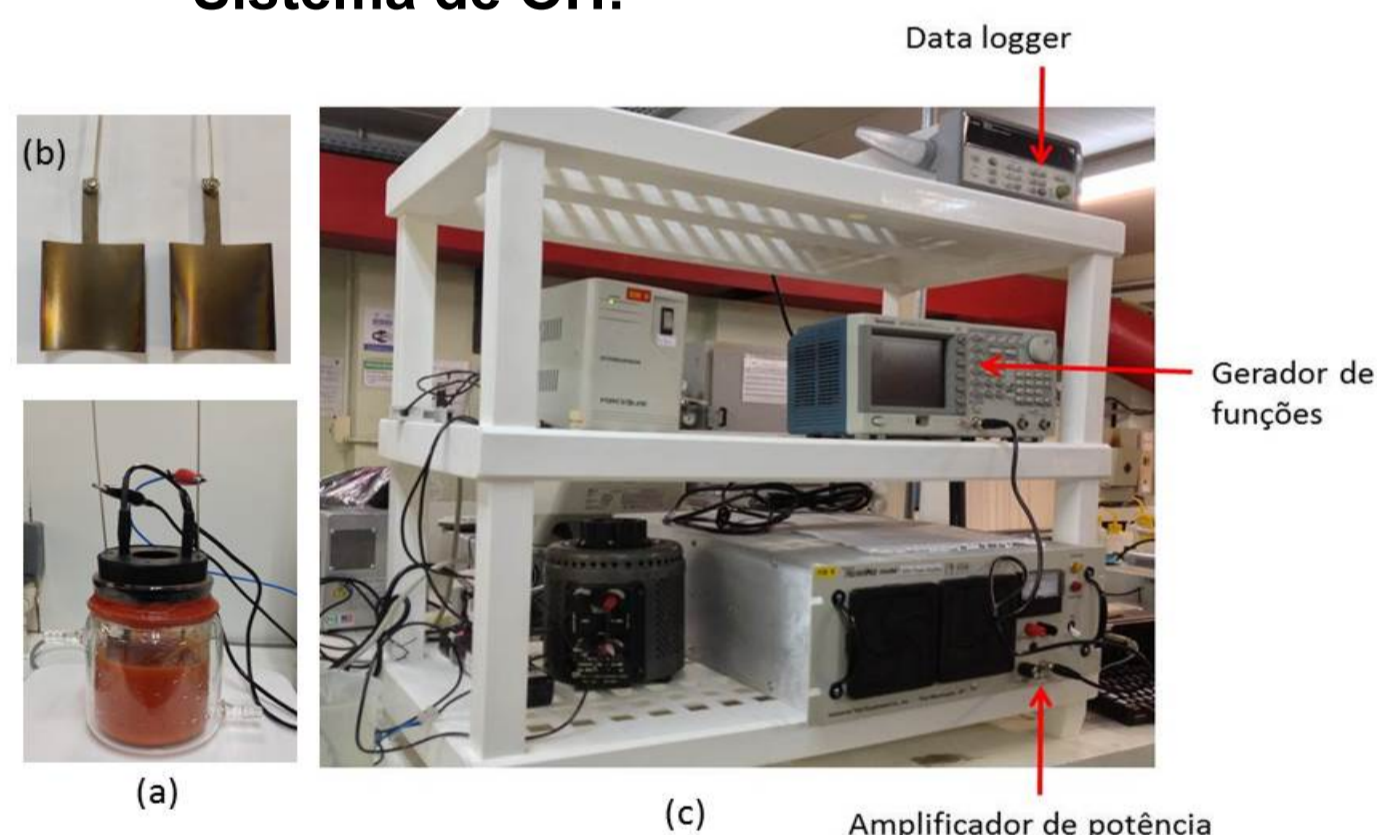 Sistema de OH.
Data logger
(b)
Gerador de
funções
(a)
(c)
Amplificador de potência